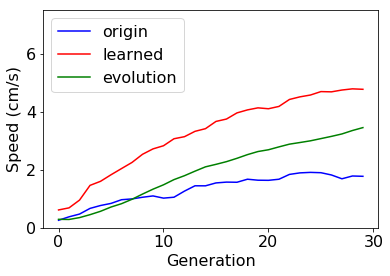 origin
learned
evolution
Speed (cm/s)
6
4
2
0
0 10 20 30
Generation